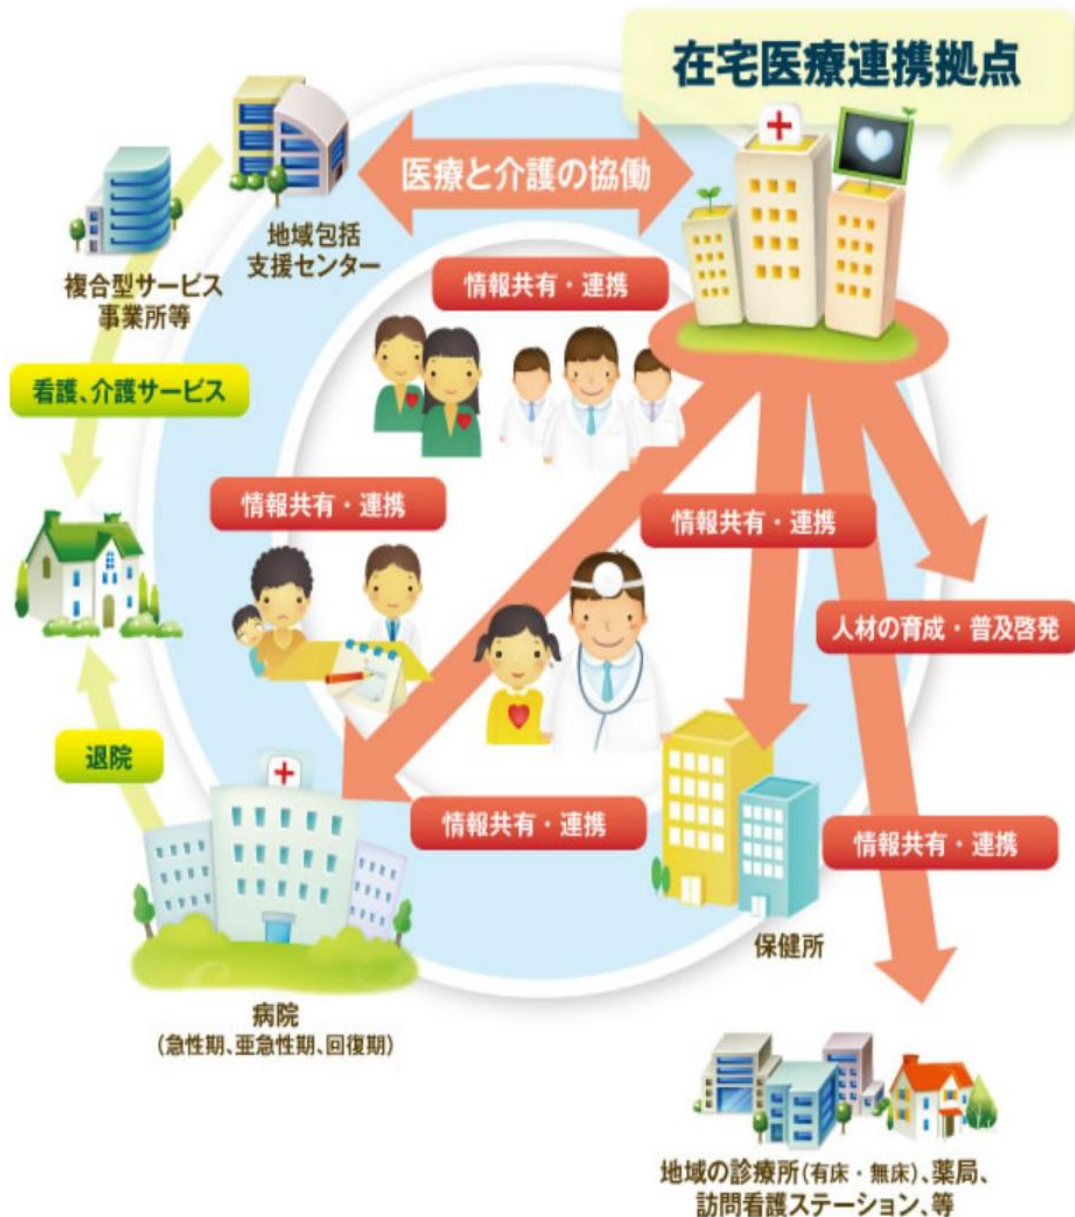 在宅医療連携拠点
医療と介護の協働
地域包括
支援センター
複合型サービス
事業所等
情報共有・連携
看護、介護サービス
情報共有・連携
情報共有・連携
人材の育成・普及啓発
退院
情報共有・連携
情報共有・連携
保健所
病院
(急性期、亜急性期、回復期)
地域の診療所(有床・無床)、薬局、
訪問看護ステーション、等